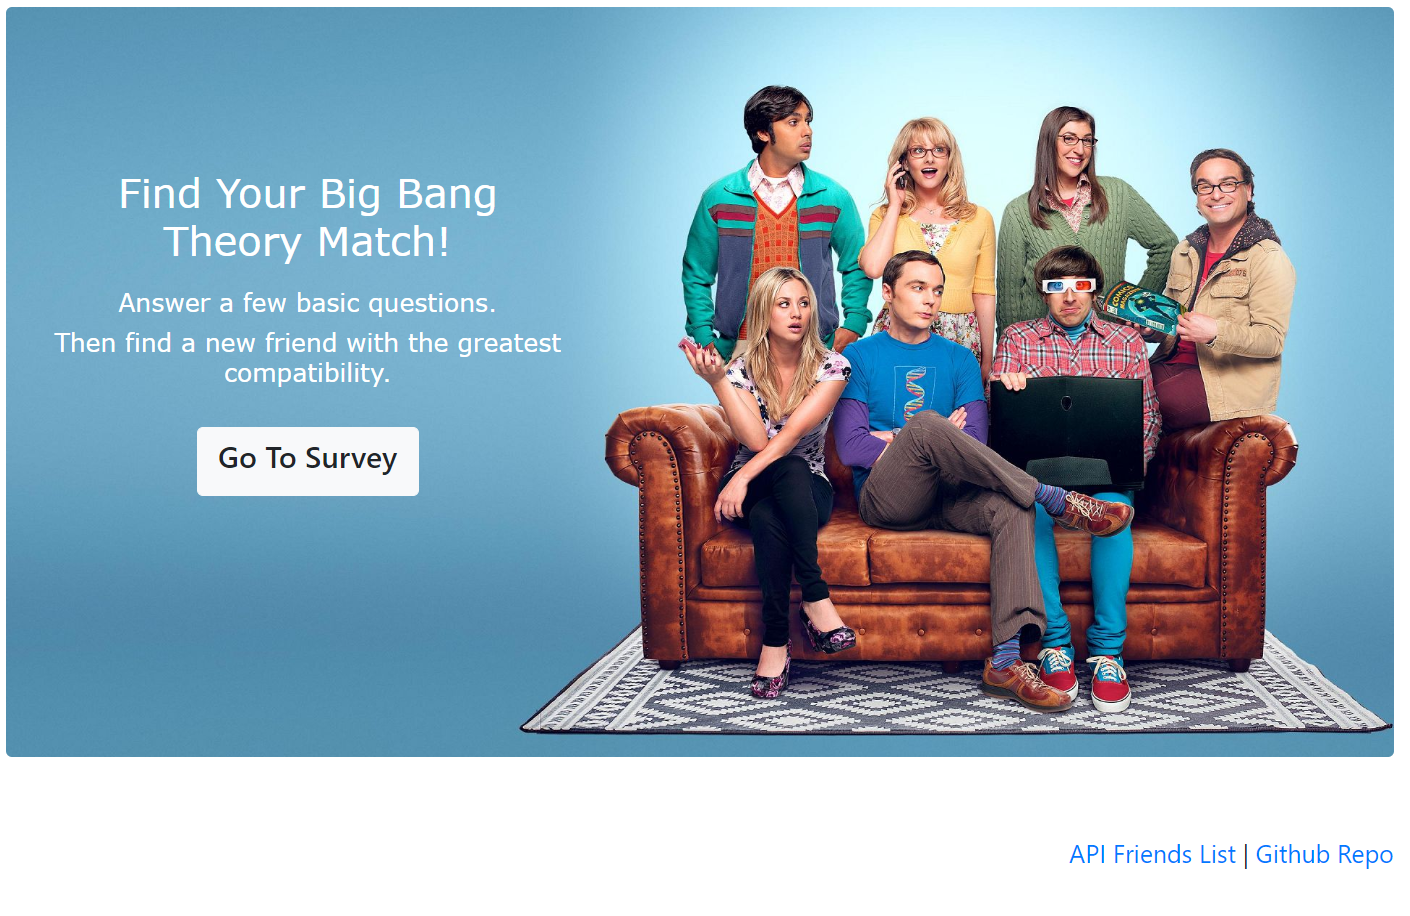 Find Your Big Bang
Theory Match!
Answer a few basic questions.
Then find a new friend with the greatest
compatibility.
Go To Survey
API Friends List | Github Repo